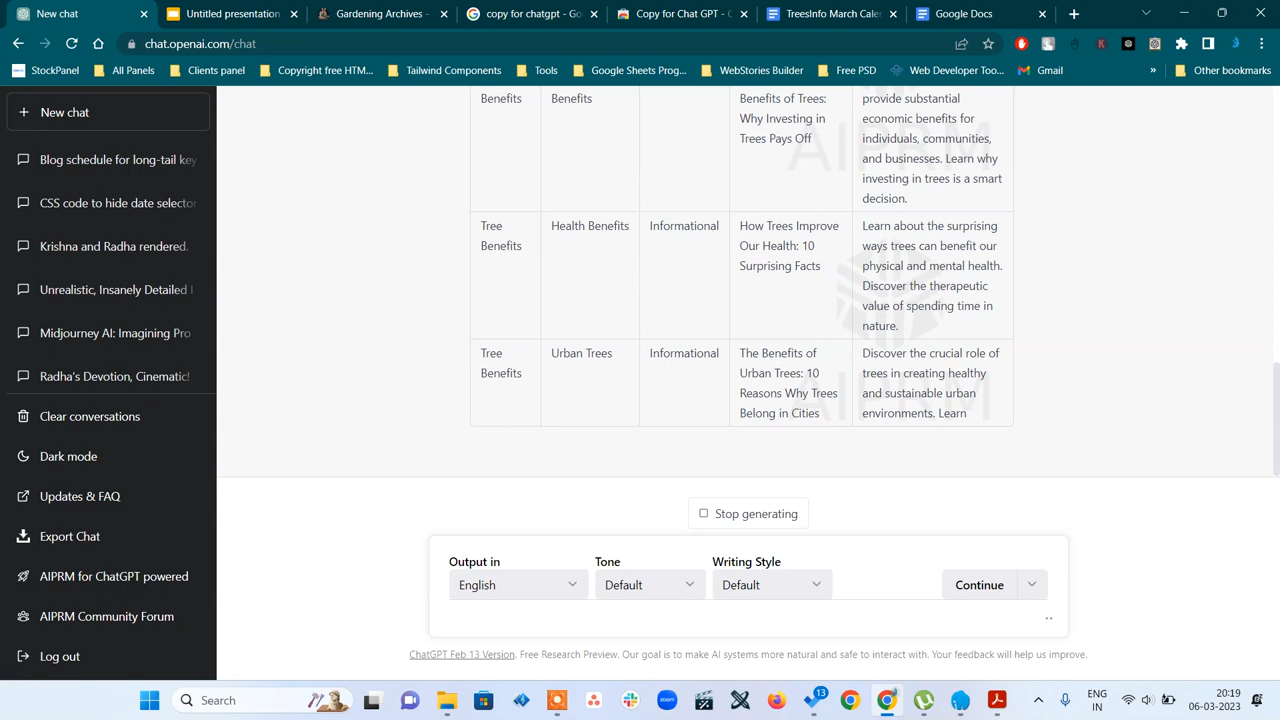 New chat
Untitled presentation
Gardening Archives -
copy for chatgpt - Go
Copy for Chat GPT - C
TreesInfo March Caler
Google Docs
chat.openai.com/chat
StockPanel
All Panels
Clients panel
Copyright free HTM...
Tailwind Components
Tools
Google Sheets Prog...
WebStories Builder
Free PSD
Web Developer Too...
Gmail
»
Other bookmarks
New chat
Blog schedule for long-tail key
CSS code to hide date selector
Krishna and Radha rendered.
Unrealistic, Insanely Detailed I
Midjourney AI: Imagining Pro
Radha's Devotion, Cinematic!
Clear conversations
Dark mode
Updates & FAQ
Export Chat
AIPRM for ChatGPT powered
AIPRM Community Forum
Log out
Benefits
Benefits
Benefits of Trees:
Why Investing in
Trees Pays Off
provide substantial
economic benefits for
individuals, communities,
and businesses. Learn why
investing in trees is a smart
decision.
Tree
Benefits
Health Benefits
Informational
How Trees Improve
Our Health: 10
Surprising Facts
Learn about the surprising
ways trees can benefit our
physical and mental health.
Discover the therapeutic
value of spending time in
nature.
Tree
Benefits
Urban Trees
Informational
The Benefits of
Urban Trees: 10
Reasons Why Trees
Belong in Cities
Discover the crucial role of
trees in creating healthy
and sustainable urban
environments. Learn
AIPRM
AIPRM
Stop generating
Output in
Tone
Writing Style
English
Default
Default
Continue
ChatGPT Feb 13 Version. Free Research Preview. Our goal is to make AI systems more natural and safe to interact with. Your feedback will help us improve.
Search
zoom
13
ENG
IN
20:19
06-03-2023